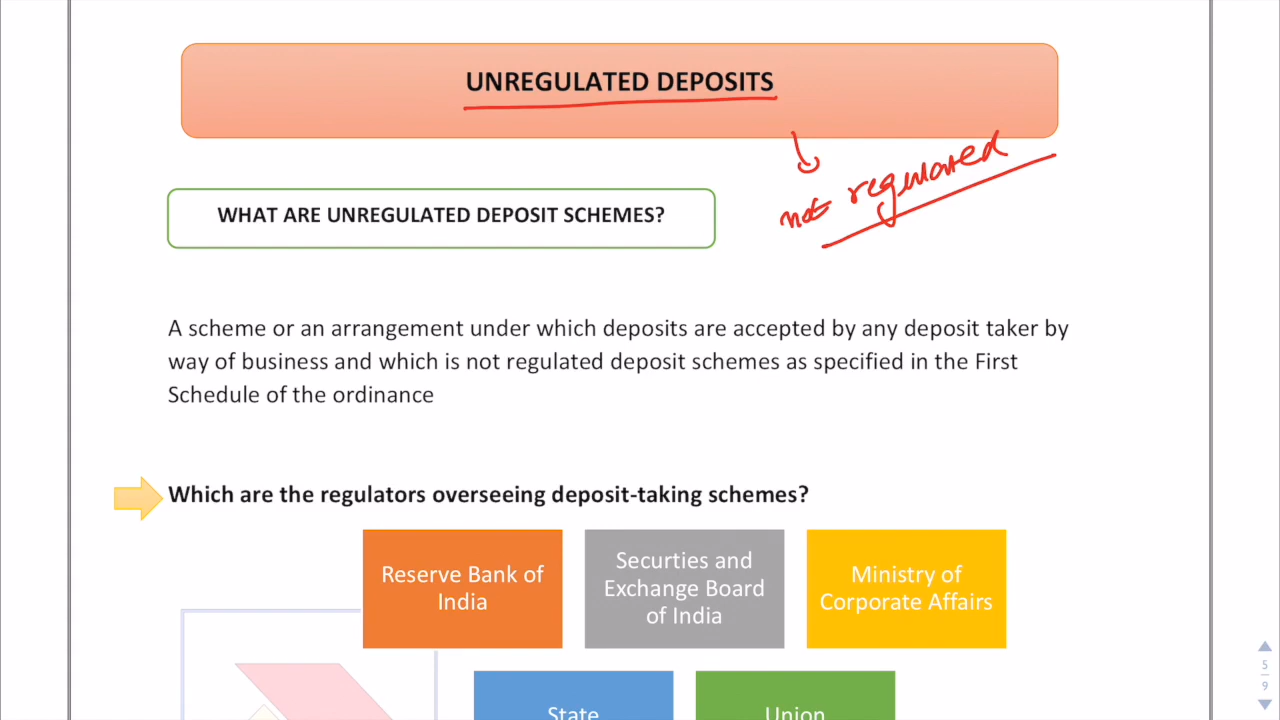 UNREGULATED DEPOSITS
not regulated
WHAT ARE UNREGULATED DEPOSIT SCHEMES?
A scheme or an arrangement under which deposits are accepted by any deposit taker by
way of business and which is not regulated deposit schemes as specified in the First
Schedule of the ordinance
Which are the regulators overseeing deposit-taking schemes?
Reserve Bank of
India
Securties and
Exchange Board
of India
Ministry of
Corporate Affairs
State
Union
5
9